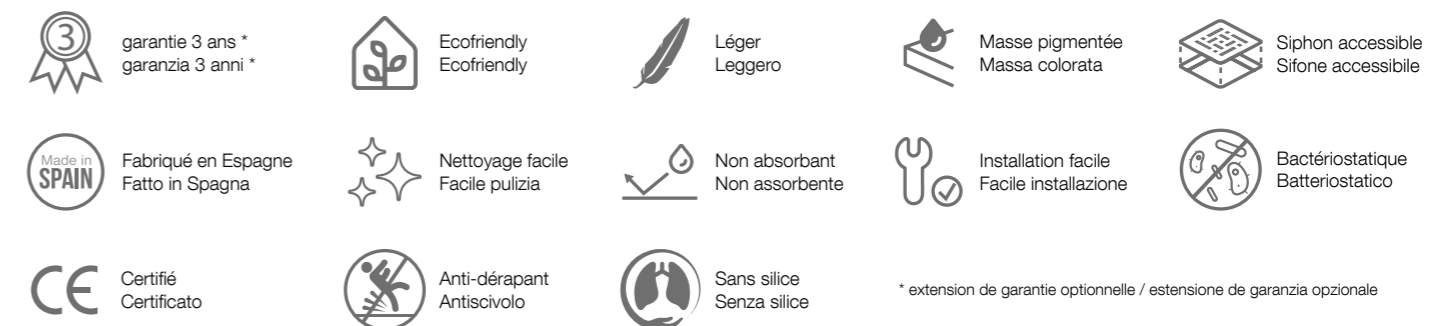 3
garantie 3 ans *
garanzia 3 anni *
Ecofriendly
Ecofriendly
Léger
Leggero
Masse pigmentée
Massa colorata
Siphon accessible
Sifone accessibile
Made in
SPAIN
Fabriqué en Espagne
Fatto in Spagna
Nettoyage facile
Facile pulizia
Non absorbant
Non assorbente
Installation facile
Facile installazione
Bactériostatique
Batteriostatico
CE
Certifié
Certificato
Anti-dérapant
Antiscivolo
Sans silice
Senza silice
* extension de garantie optionnelle / estensione de garanzia opzionale